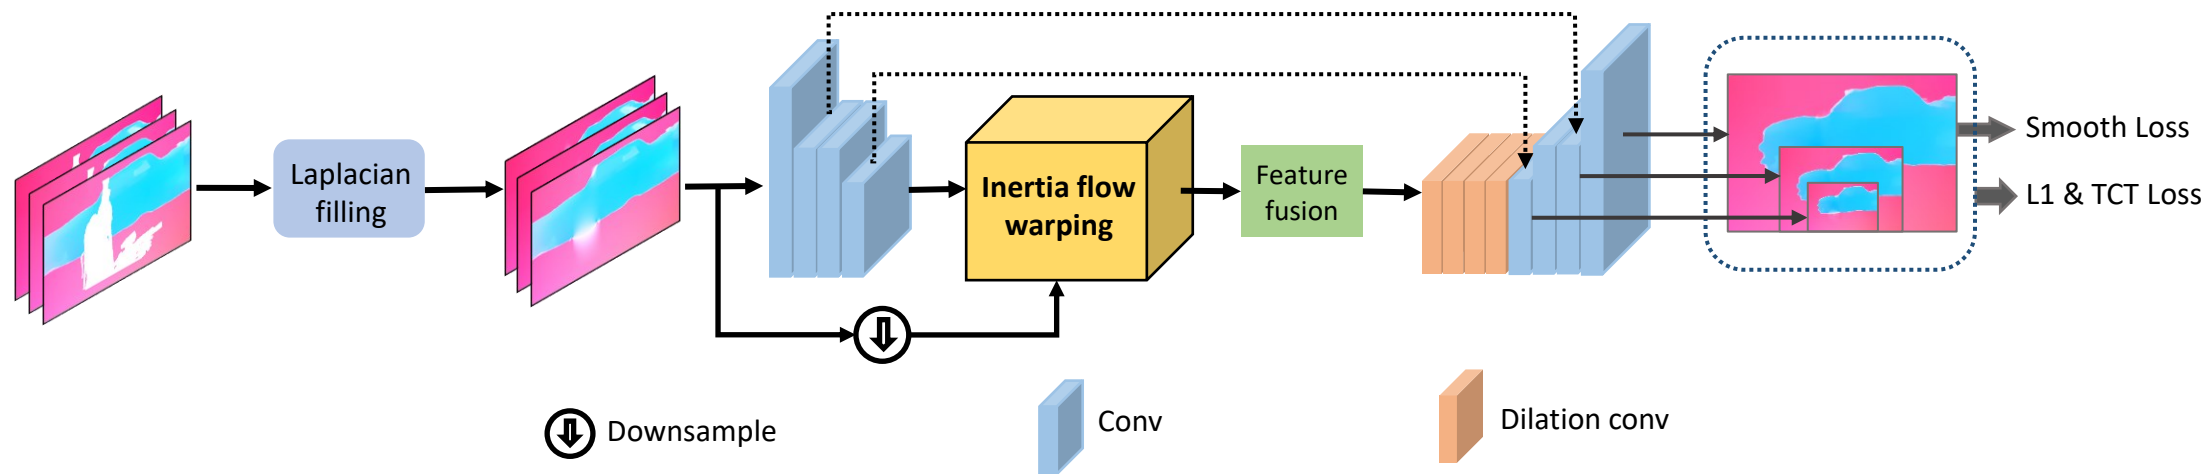 Laplacian
filling
Inertia flow
warping
Feature
fusion
Smooth Loss
L1 & TCT Loss
Downsample
Conv
Dilation conv